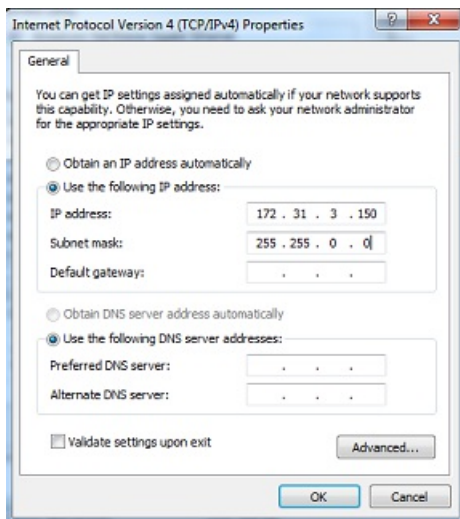 Internet Protocol Version 4 (TCP/IPv4) Properties
General
You can get IP settings assigned automatically if your network supports
this capability. Otherwise, you need to ask your network administrator
for the appropriate IP settings.
Obtain an IP address automatically
Use the following IP address:
IP address: 172 . 31 . 3 . 150
Subnet mask: 255 . 255 . 0 . 0
Default gateway: . . .
Obtain DNS server address automatically
Use the following DNS server addresses:
Preferred DNS server: . . .
Alternate DNS server: . . .
Validate settings upon exit
Advanced...
OK Cancel